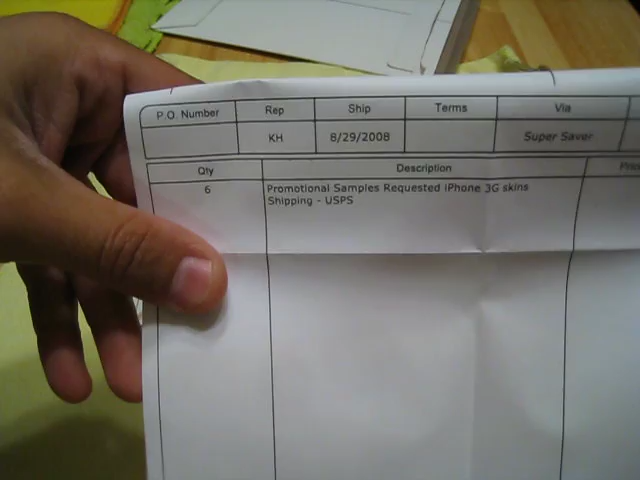 P.O. Number Rep Ship Terms Via
KH 8/29/2008 Super Saver
Qty Description
6 Promotional Samples Requested iPhone 3G skins
Shipping - USPS